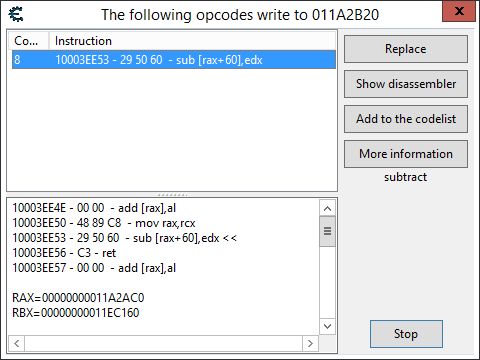 The following opcodes write to 011A2B20
x
Co... Instruction
8 10003EE53 - 29 50 60 - sub [rax+60],edx
Replace
Show disassembler
Add to the codelist
More information
subtract
10003EE4E - 00 00 - add [rax],al
10003EE50 - 48 89 C8 - mov rax,rcx
10003EE53 - 29 50 60 - sub [rax+60],edx <<
10003EE56 - C3 - ret
10003EE57 - 00 00 - add [rax],al
RAX=00000000011A2AC0
RBX=00000000011EC160
Stop